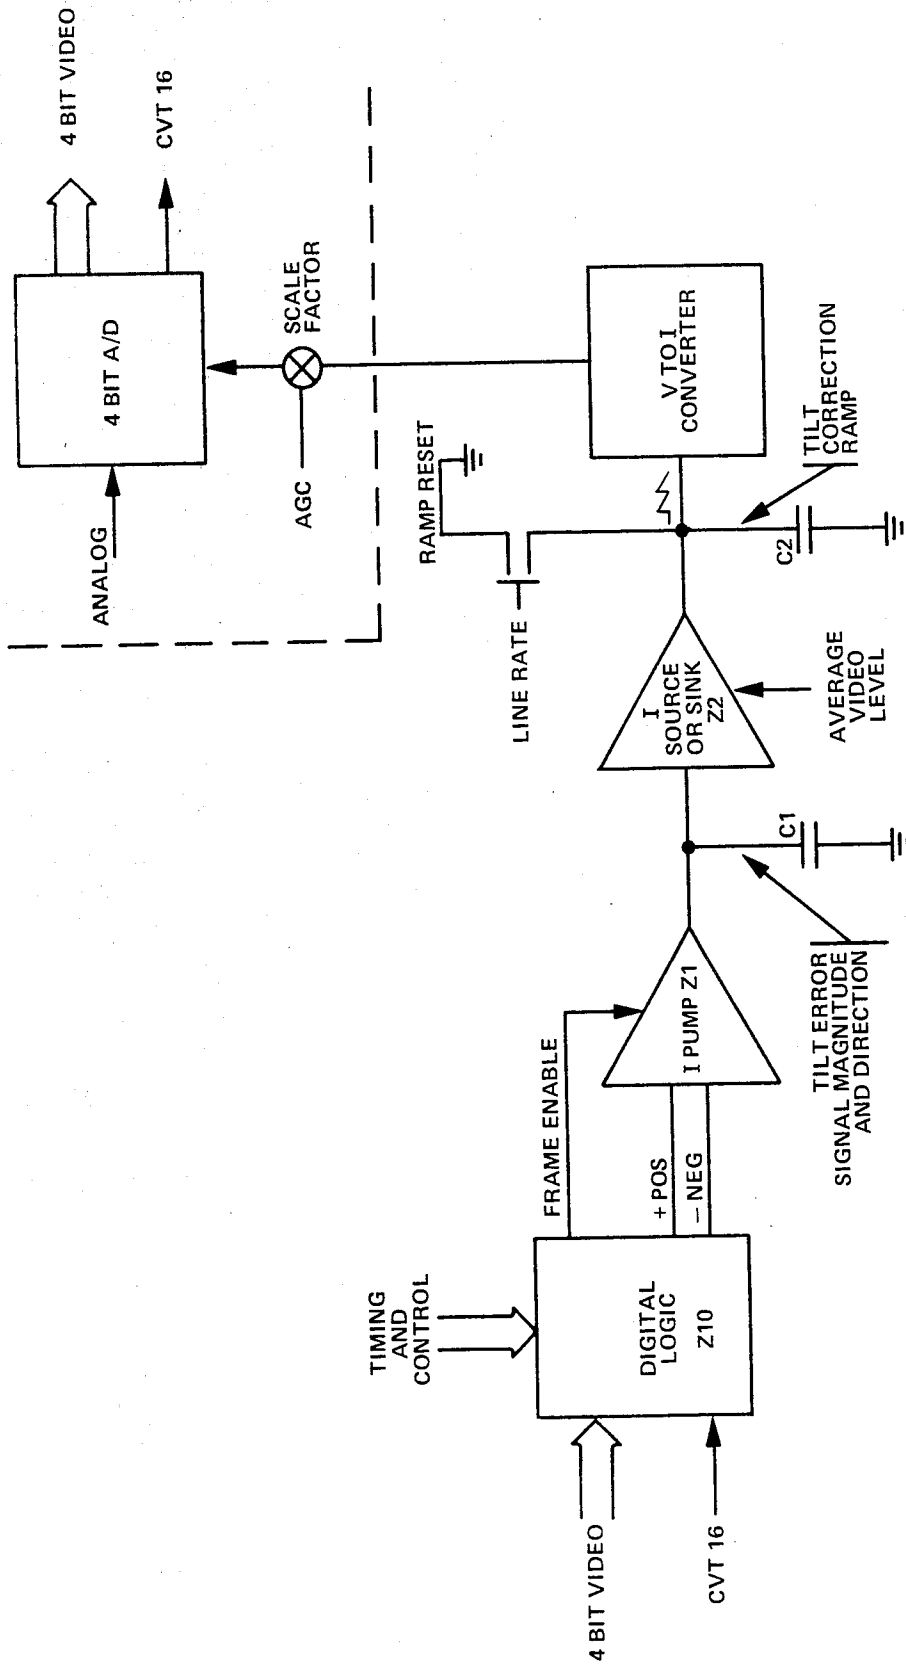 4 BIT VIDEO
CVT 16
4 BIT A/D
ANALOG
SCALE
FACTOR
AGC
RAMP RESET
LINE RATE
V TO I
CONVERTER
TILT
CORRECTION
RAMP
C2
I
SOURCE
OR SINK
Z2
AVERAGE
VIDEO
LEVEL
C1
I PUMP Z1
TILT ERROR
SIGNAL MAGNITUDE
AND DIRECTION
FRAME ENABLE
+ POS
– NEG
TIMING
AND
CONTROL
DIGITAL
LOGIC
Z10
4 BIT VIDEO
CVT 16